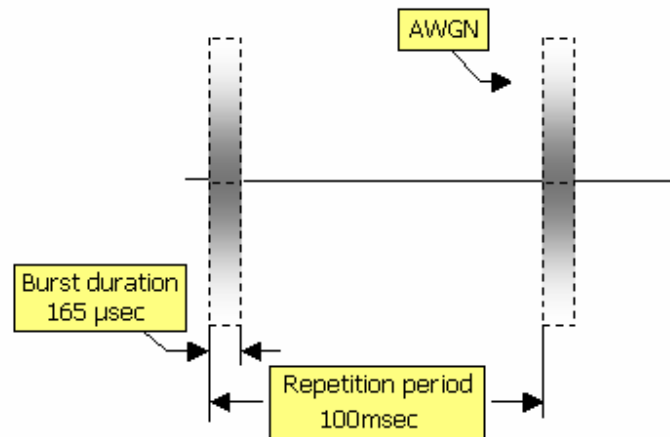 AWGN
Burst duration
165 µsec
Repetition period
100msec